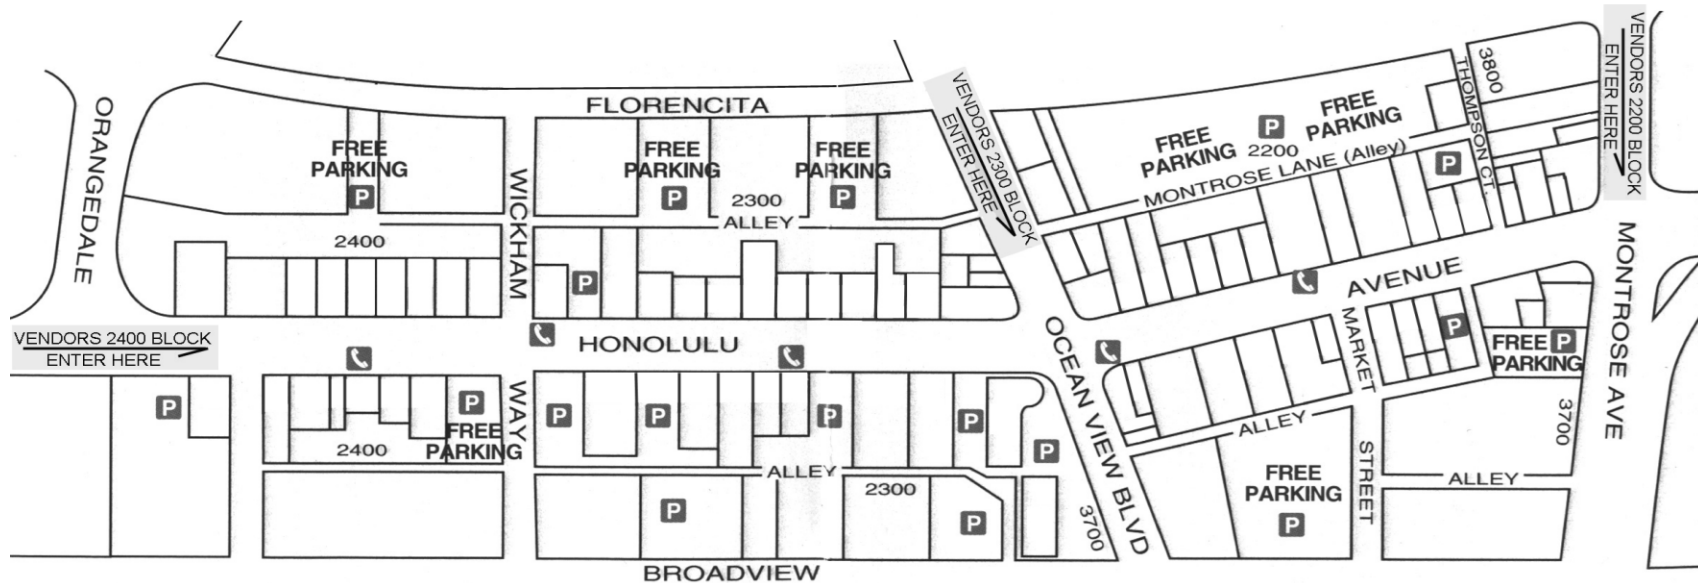 ORANGEDALE
VENDORS 2400 BLOCK
ENTER HERE
FLORENCITA
FREE
PARKING
P
2400
WICKHAM
WAY
FREE
PARKING
P
2300
ALLEY
FREE
PARKING
P
P
VENDORS 2300 BLOCK
ENTER HERE
FREE
PARKING
P
2200
FREE
PARKING
MONTROSE LANE (Alley)
THOMPSON CT.
3800
P
VENDORS 2200 BLOCK
ENTER HERE
HONOLULU
AVENUE
MONTROSE AVE
OCEAN VIEW BLVD
3700
MARKET
STREET
P
FREE P
PARKING
3700
P
2400
P
FREE
PARKING
P
P
P
P
P
ALLEY
2300
P
P
ALLEY
FREE
PARKING
P
ALLEY
BROADVIEW